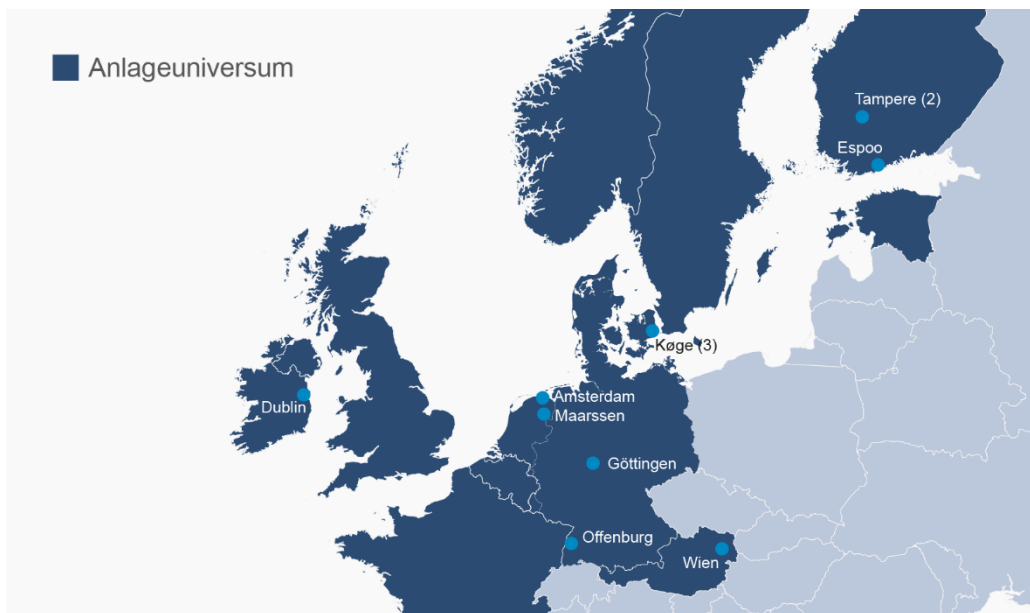 Anlageuniversum
Tampere (2)
Espoo
Køge (3)
Dublin
Amsterdam
Maarssen
Göttingen
Offenburg
Wien